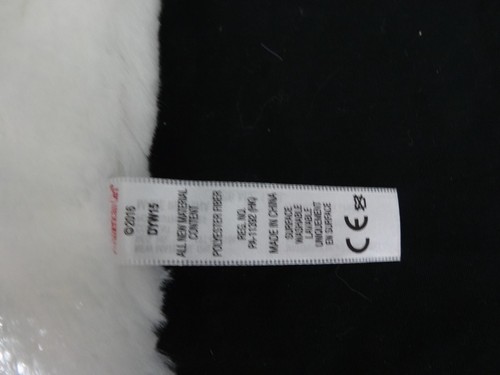 ©2016
DYW15
ALL NEW MATERIAL
CONTENT
POLYESTER FIBER
REG. NO.
PA-11392 (HK)
MADE IN CHINA
SURFACE
WASHABLE
LAVABLE
UNIQUEMENT
EN SURFACE
CE